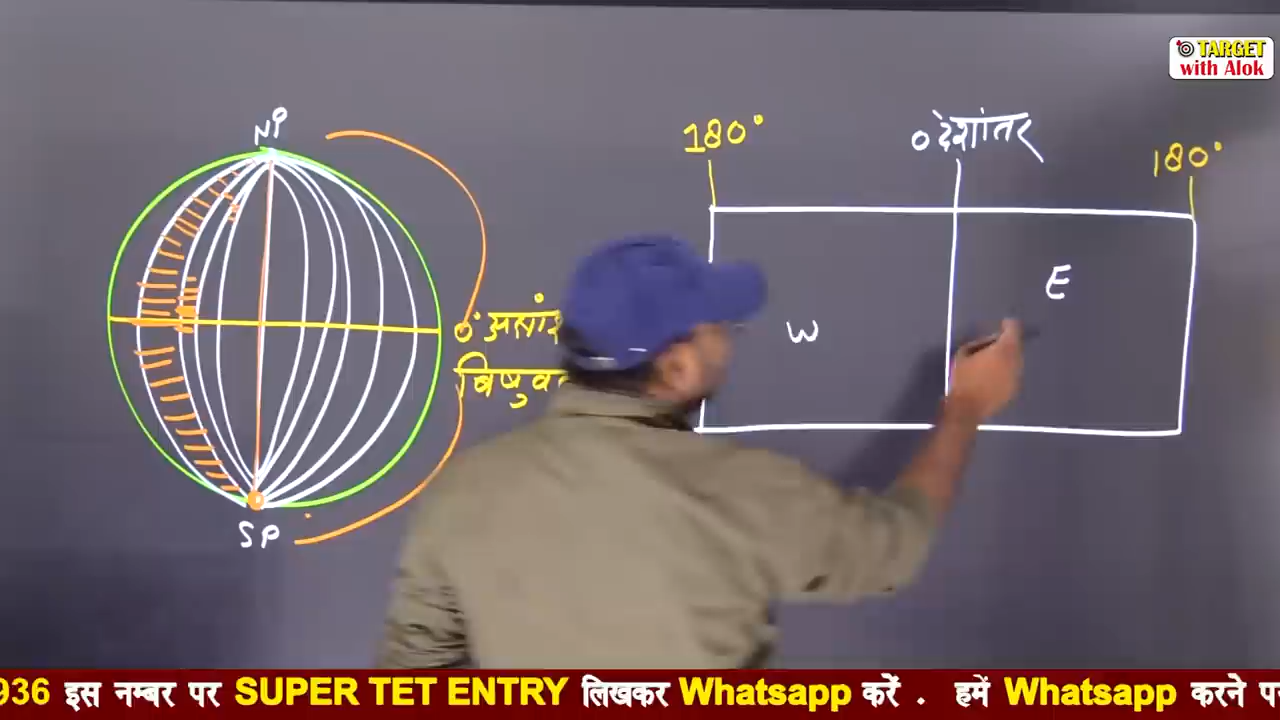 TARGET
with Alok
NP
180°
0 देशांतर
180°
E
W
0°
SP
936 इस नम्बर पर SUPER TET ENTRY लिखकर Whatsapp करें . हमें Whatsapp करने